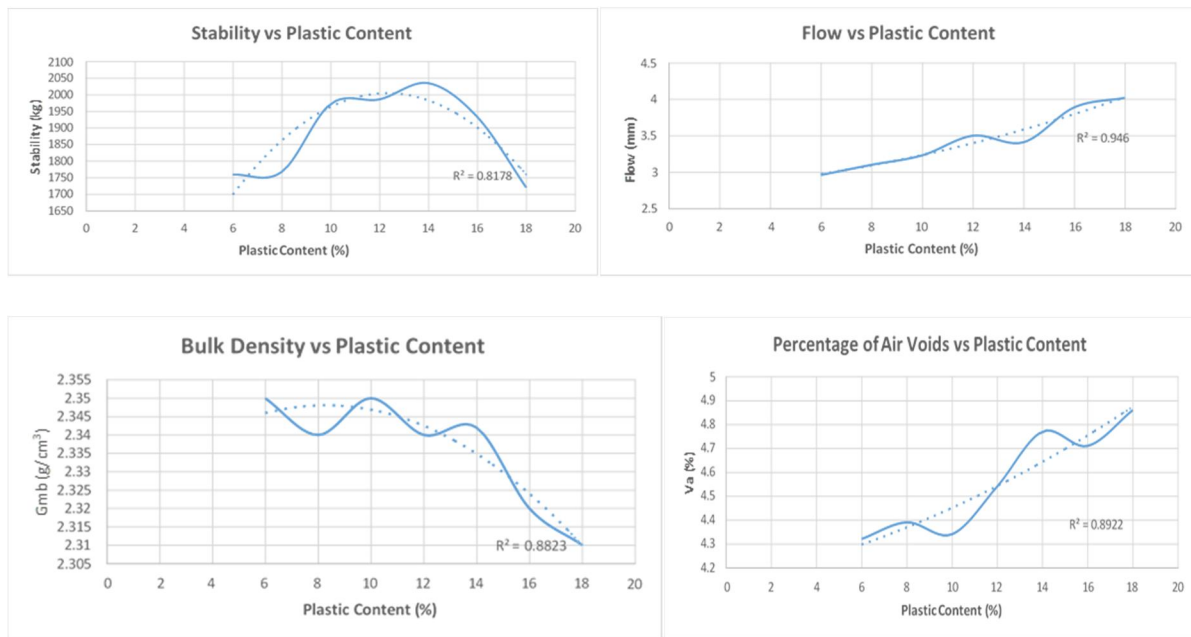 Stability vs Plastic Content
2100
2050
2000
1950
1900
1850
1800
1750
1700
1650
Stability (kg)
R² = 0.8178
0 2 4 6 8 10 12 14 16 18 20
Plastic Content (%)
Flow vs Plastic Content
4.5
4
3.5
3
2.5
Flow (mm)
R² = 0.946
0 2 4 6 8 10 12 14 16 18 20
Plastic Content (%)
Bulk Density vs Plastic Content
2.355
2.35
2.345
2.34
2.335
2.33
2.325
2.32
2.315
2.31
2.305
Gmb (g/cm³)
R² = 0.8823
0 2 4 6 8 10 12 14 16 18 20
Plastic Content (%)
Percentage of Air Voids vs Plastic Content
5
4.9
4.8
4.7
4.6
4.5
4.4
4.3
4.2
Va (%)
R² = 0.8922
0 2 4 6 8 10 12 14 16 18 20
Plastic Content (%)